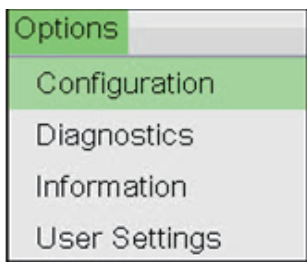 Options
Configuration
Diagnostics
Information
User Settings